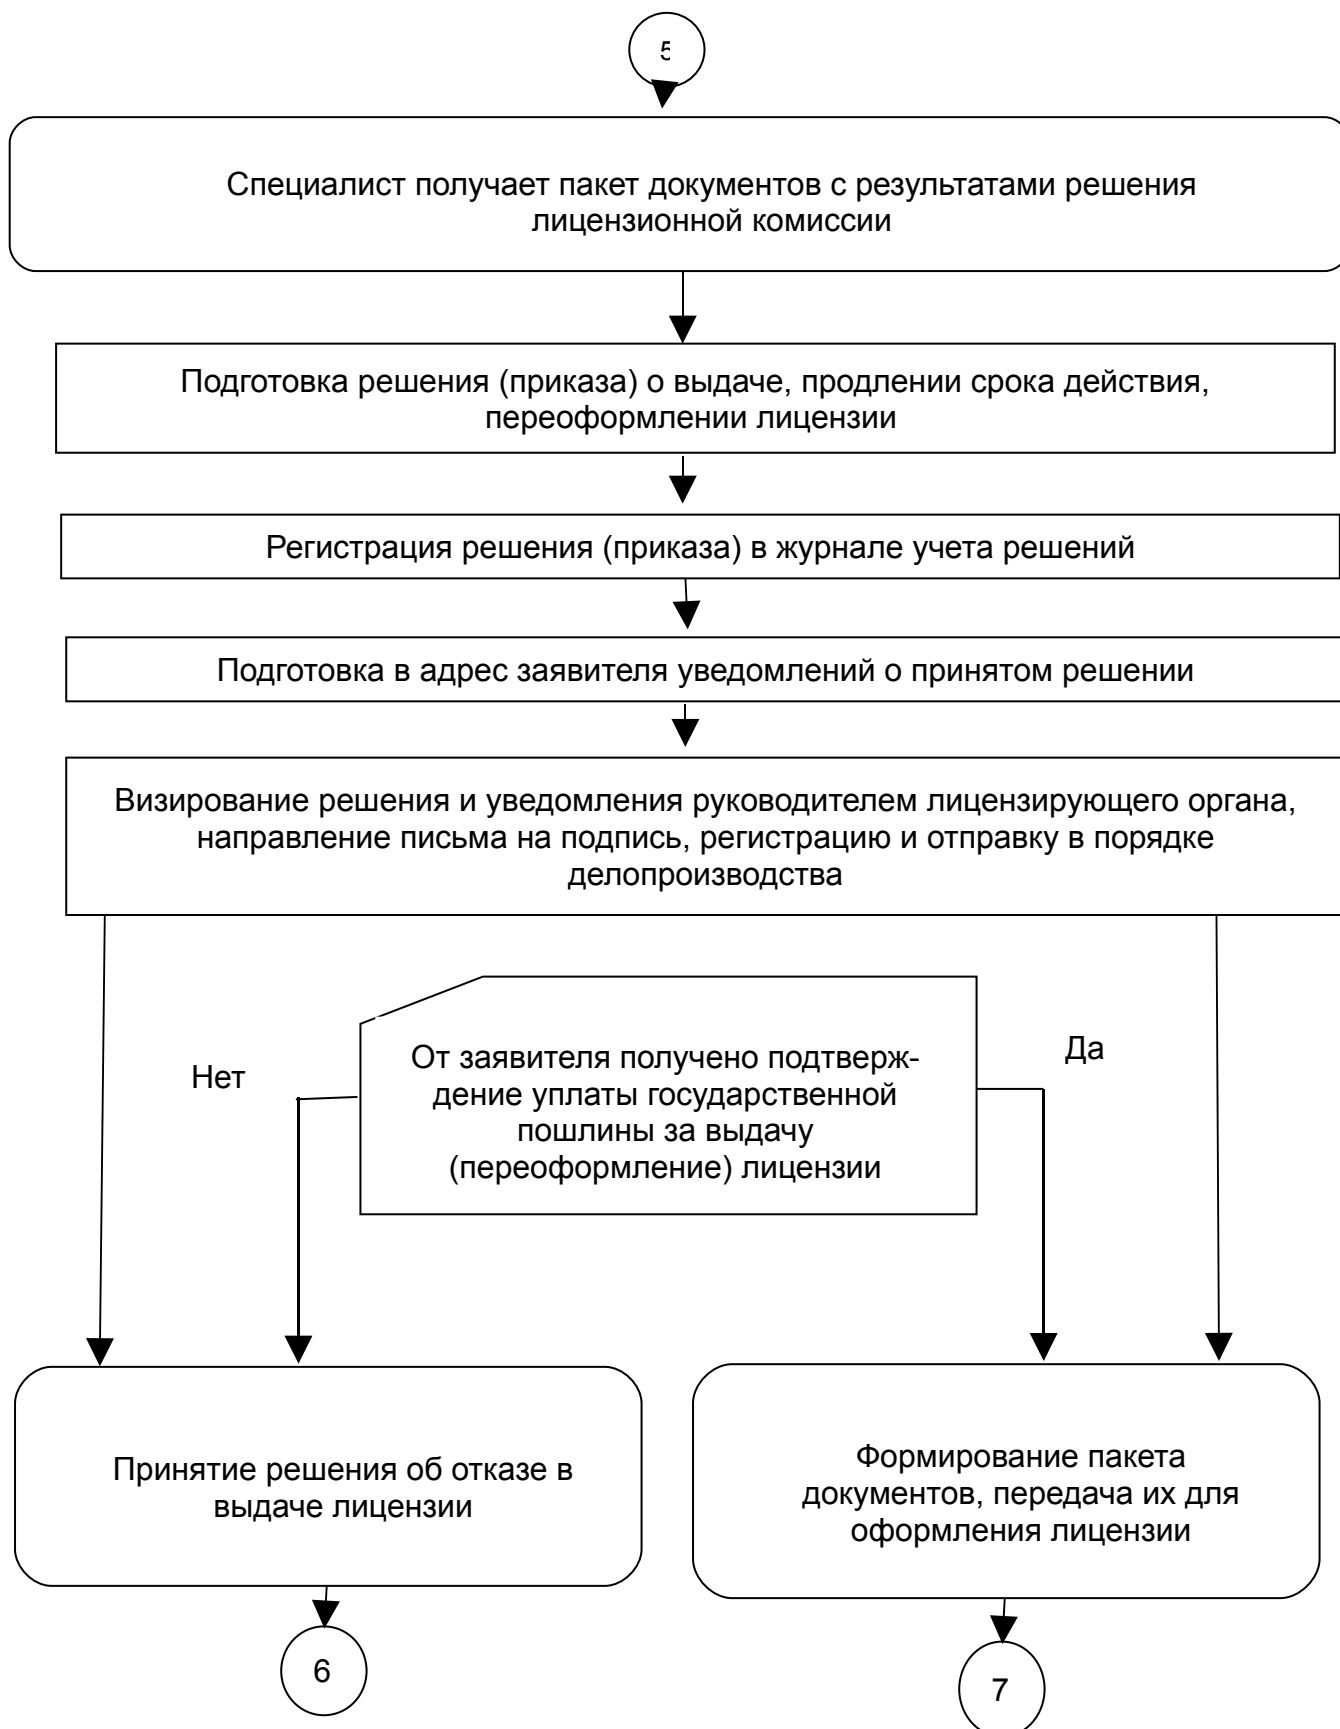 5
Специалист получает пакет документов с результатами решения
лицензионной комиссии
Подготовка решения (приказа) о выдаче, продлении срока действия,
переоформлении лицензии
Регистрация решения (приказа) в журнале учета решений
Подготовка в адрес заявителя уведомлений о принятом решении
Визирование решения и уведомления руководителем лицензирующего органа,
направление письма на подпись, регистрацию и отправку в порядке
делопроизводства
Нет
От заявителя получено подтверж-
дение уплаты государственной
пошлины за выдачу
(переоформление) лицензии
Да
Принятие решения об отказе в
выдаче лицензии
Формирование пакета
документов, передача их для
оформления лицензии
6
7